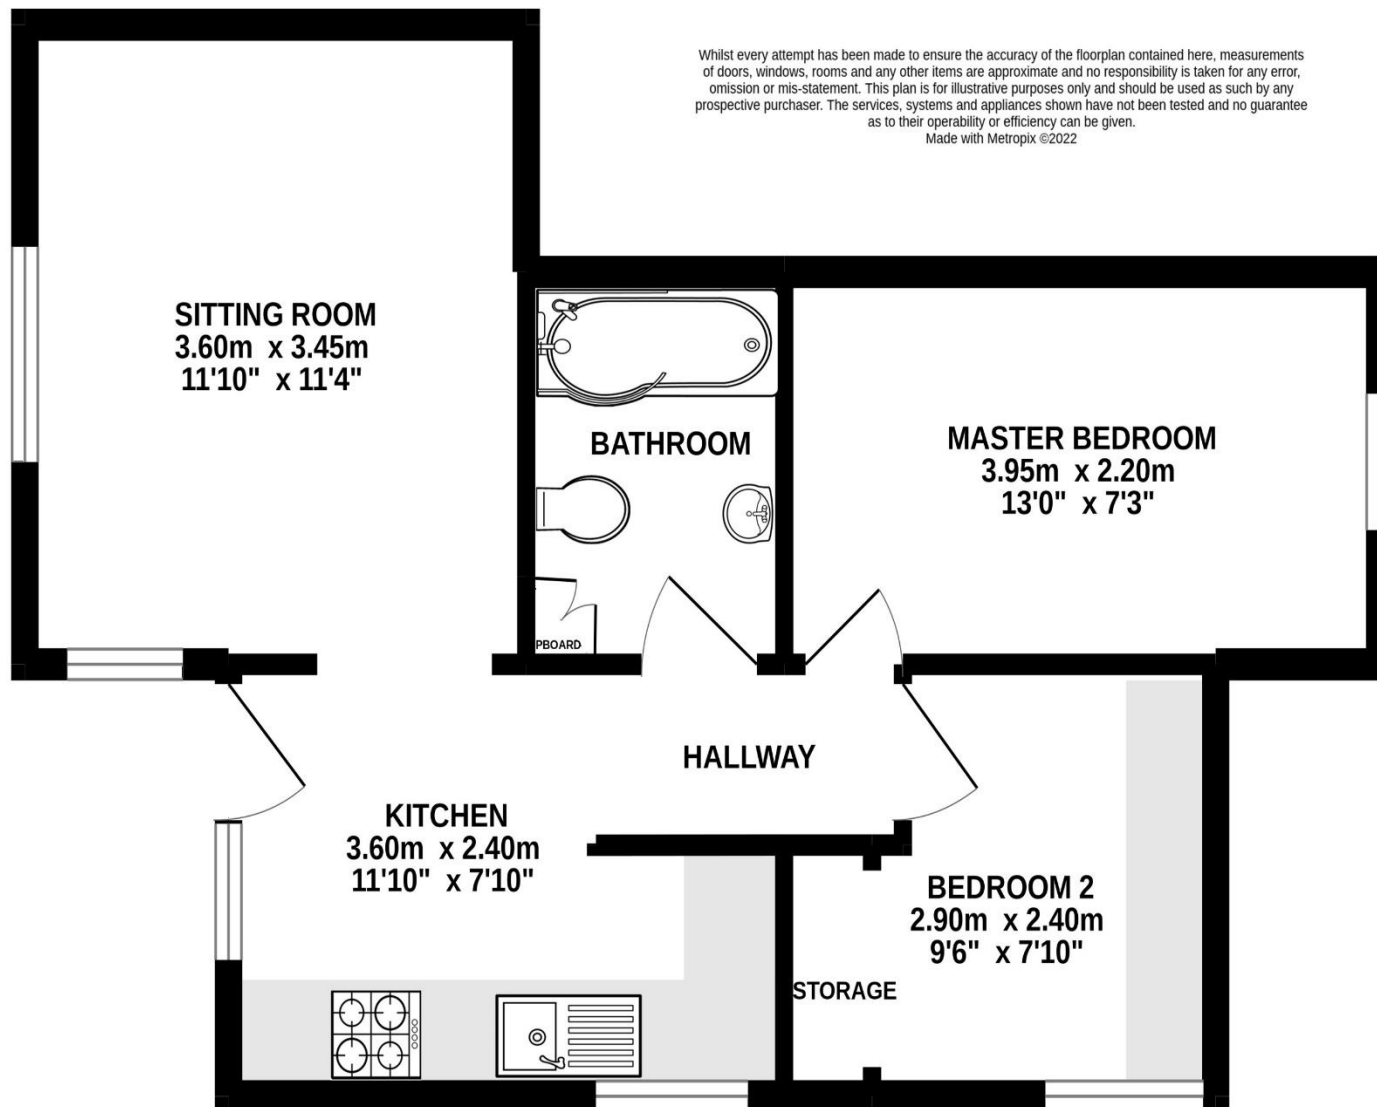 Whilst every attempt has been made to ensure the accuracy of the floorplan contained here, measurements
of doors, windows, rooms and any other items are approximate and no responsibility is taken for any error,
omission or mis-statement. This plan is for illustrative purposes only and should be used as such by any
prospective purchaser. The services, systems and appliances shown have not been tested and no guarantee
as to their operability or efficiency can be given.
Made with Metropix ©2022
SITTING ROOM
3.60m x 3.45m
11'10" x 11'4"
BATHROOM
MASTER BEDROOM
3.95m x 2.20m
13'0" x 7'3"
PBOARD
HALLWAY
KITCHEN
3.60m x 2.40m
11'10" x 7'10"
BEDROOM 2
2.90m x 2.40m
9'6" x 7'10"
STORAGE